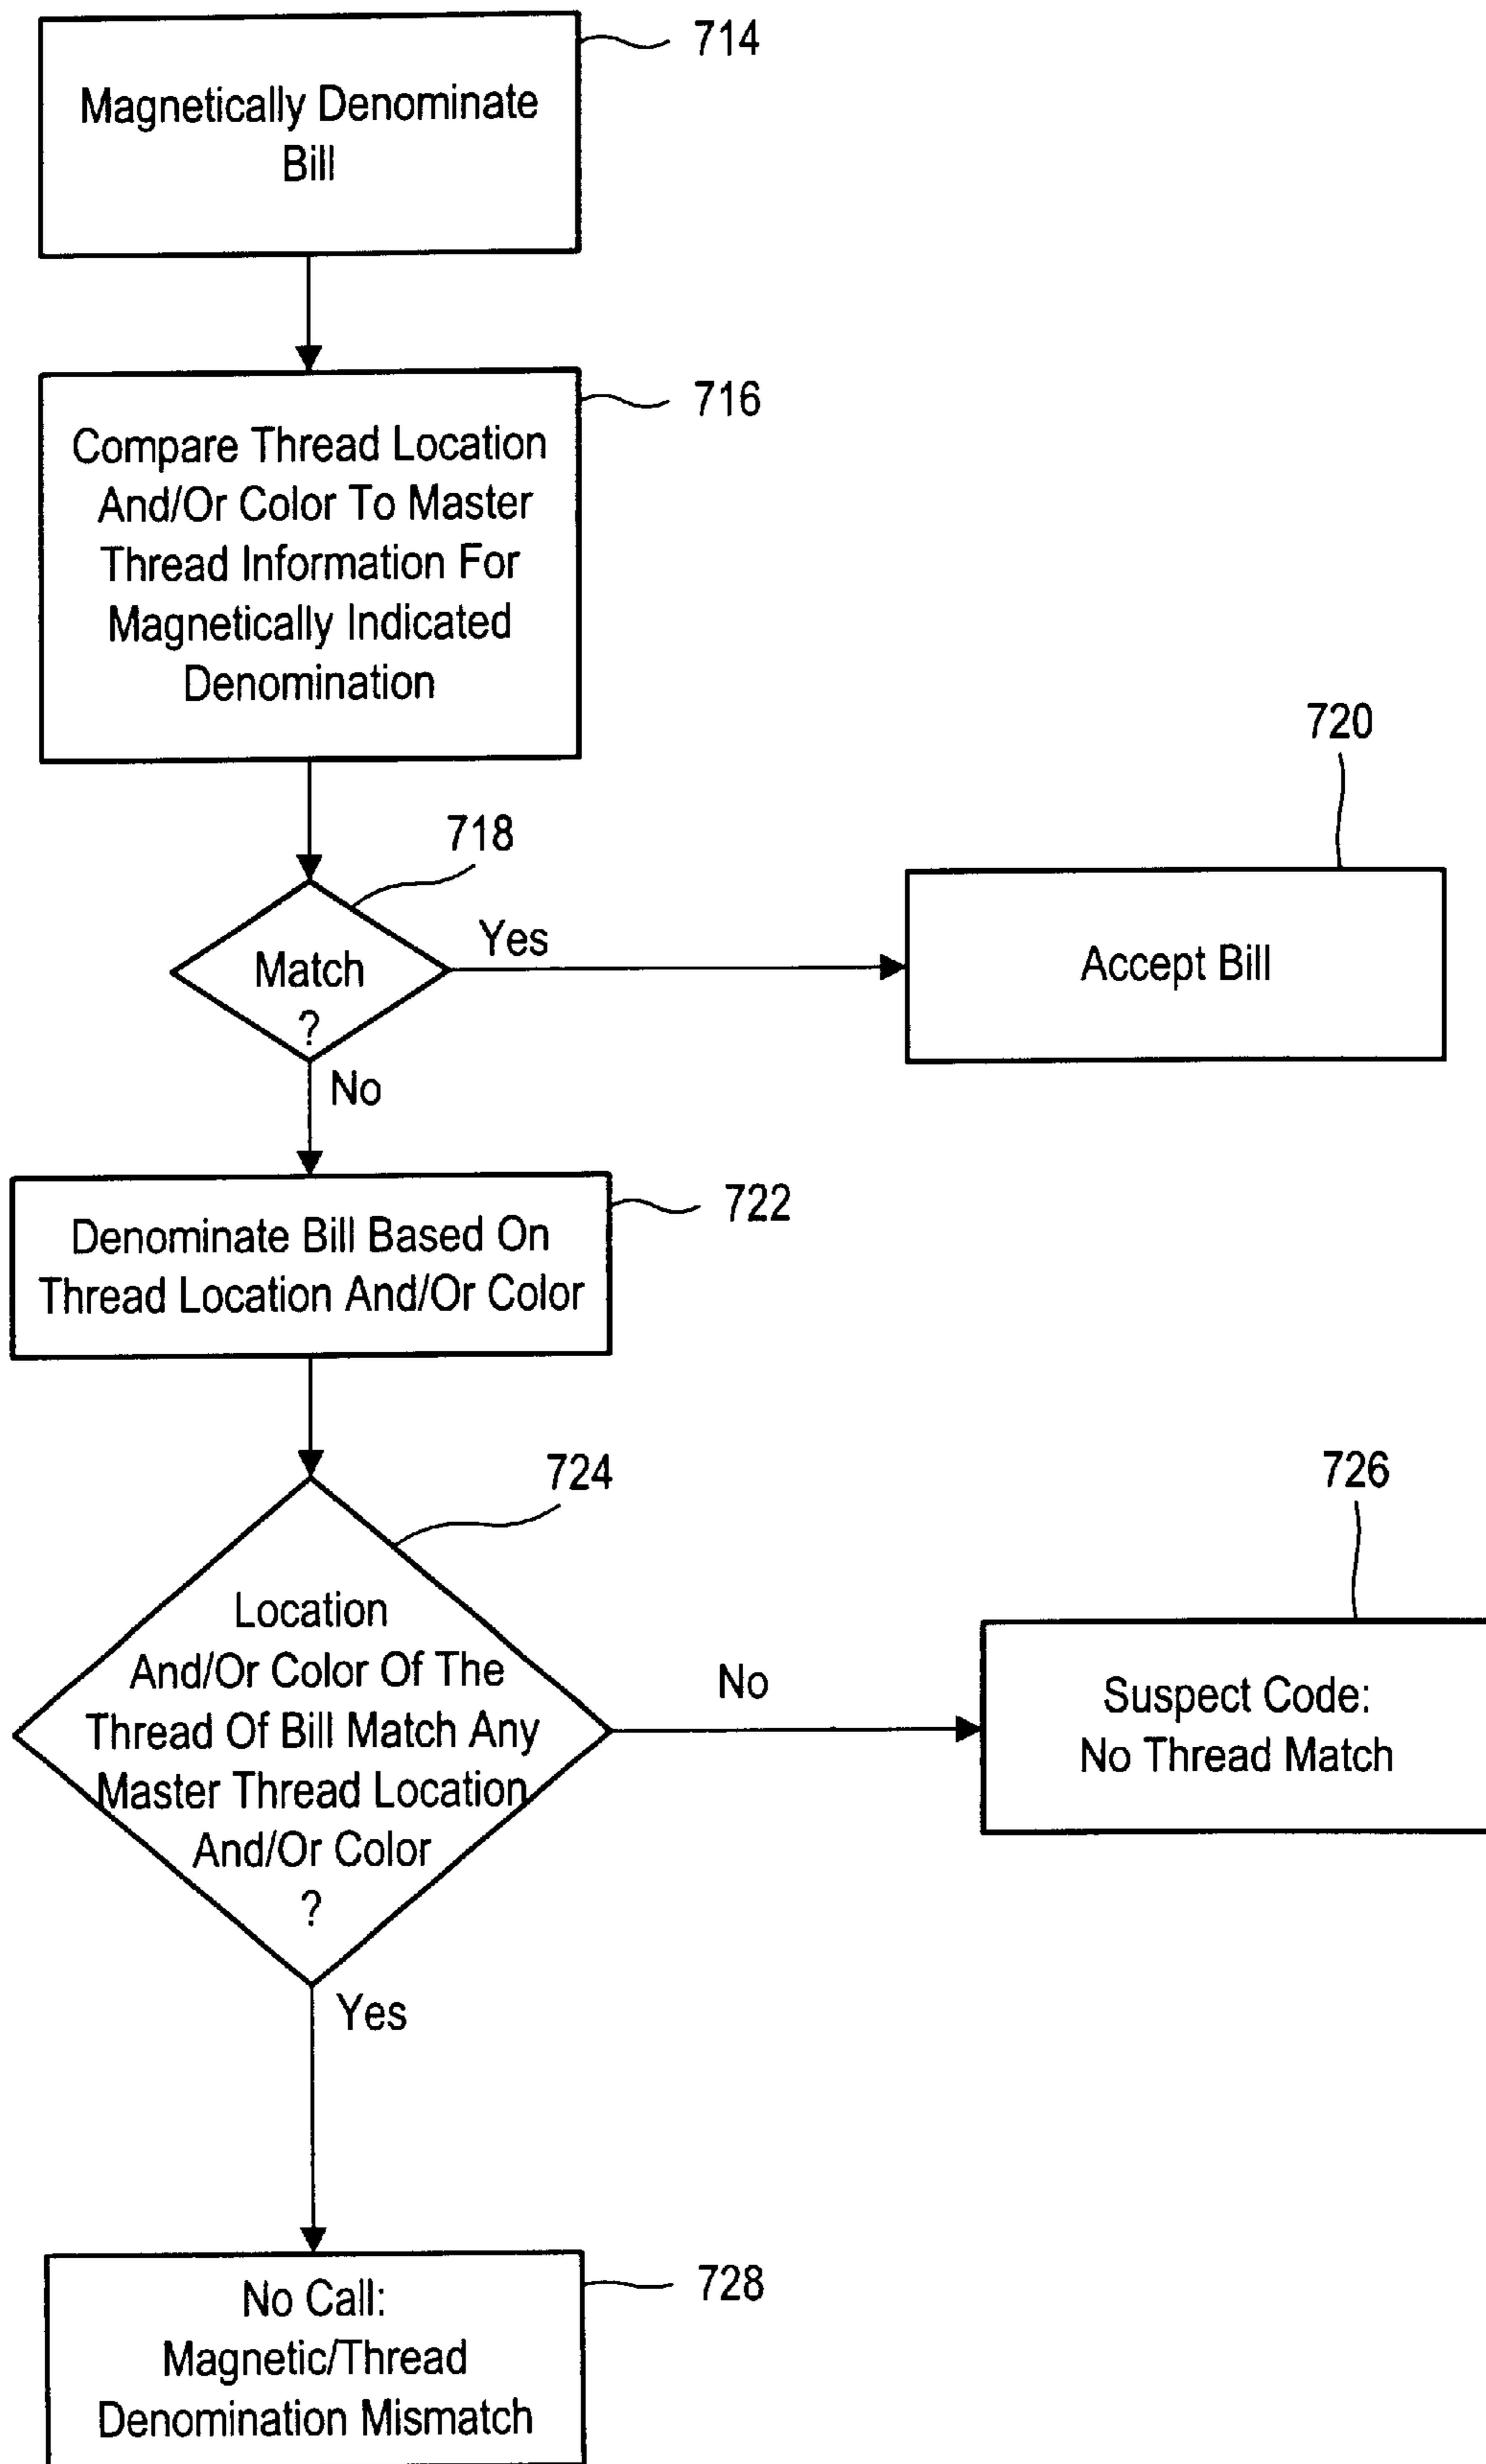 714
Magnetically Denominate
Bill
716
Compare Thread Location
And/Or Color To Master
Thread Information For
Magnetically Indicated
Denomination
720
718
Match
?
Yes
Accept Bill
No
722
Denominate Bill Based On
Thread Location And/Or Color
724
726
Location
And/Or Color Of The
Thread Of Bill Match Any
Master Thread Location
And/Or Color
?
No
Suspect Code:
No Thread Match
Yes
728
No Call:
Magnetic/Thread
Denomination Mismatch